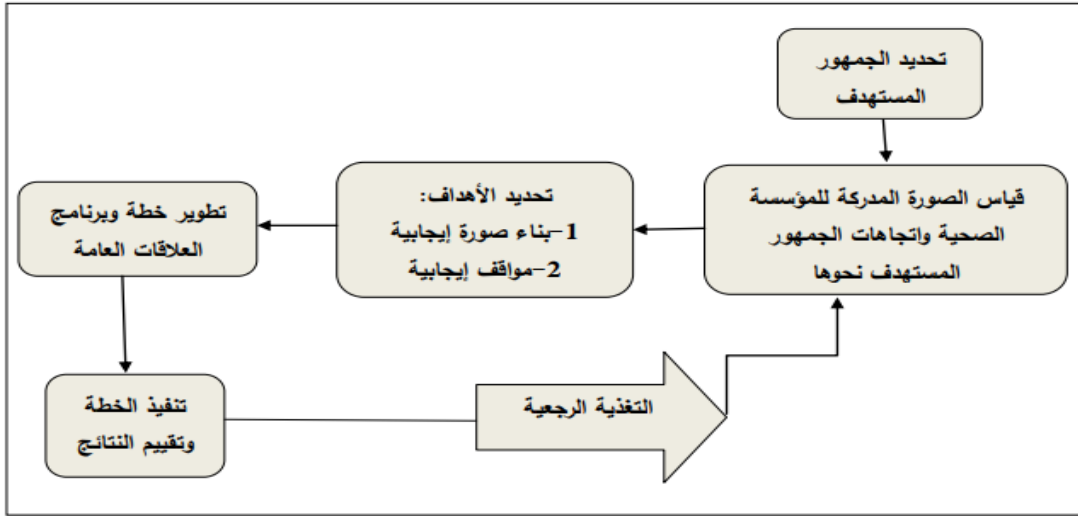 تحديد الجمهور
المستهدف
قياس الصورة المدركة للمؤسسة
الصحية واتجاهات الجمهور
المستهدف نحوها
تحديد الأهداف:
1-بناء صورة إيجابية
2-مواقف إيجابية
تطوير خطة وبرنامج
العلاقات العامة
تنفيذ الخطة
وتقييم النتائج
التغذية الرجعية